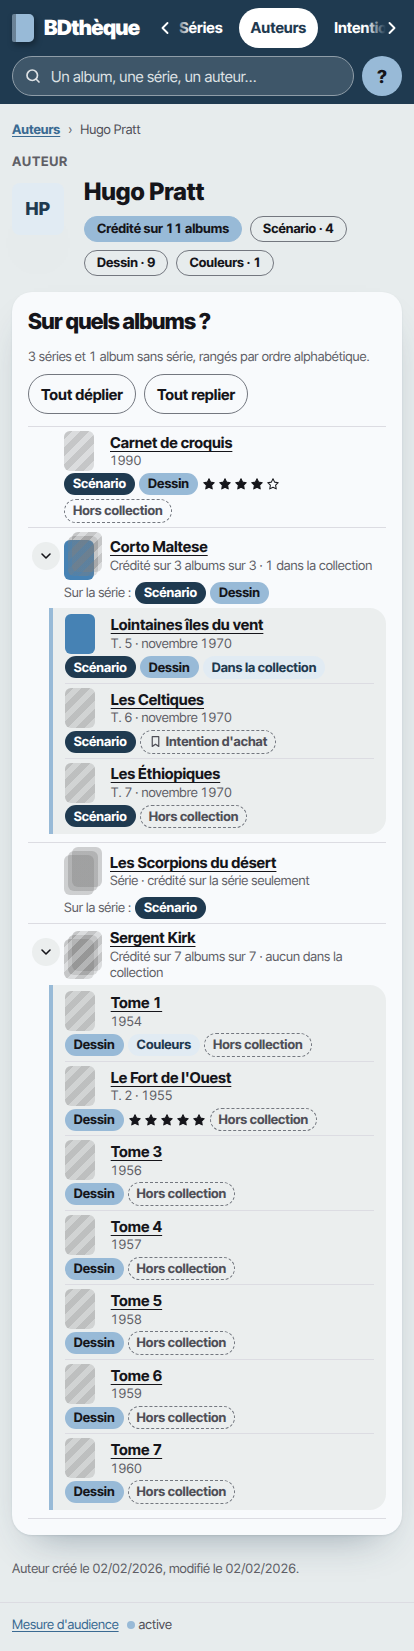 BDthèque
Séries
Auteurs
Intentic
Un album, une série, un auteur...
?
Auteurs › Hugo Pratt
AUTEUR
HP
Hugo Pratt
Crédité sur 11 albums
Scénario · 4
Dessin · 9
Couleurs · 1
Sur quels albums ?
3 séries et 1 album sans série, rangés par ordre alphabétique.
Tout déplier
Tout replier
Carnet de croquis
1990
Scénario Dessin ★★★★☆
Hors collection
Corto Maltese
Crédité sur 3 albums sur 3 · 1 dans la collection
Sur la série : Scénario Dessin
Lointaines îles du vent
T. 5 · novembre 1970
Scénario Dessin Dans la collection
Les Celtiques
T. 6 · novembre 1970
Scénario Intention d'achat
Les Éthiopiques
T. 7 · novembre 1970
Scénario Hors collection
Les Scorpions du désert
Série · crédité sur la série seulement
Sur la série : Scénario
Sergent Kirk
Crédité sur 7 albums sur 7 · aucun dans la
collection
Tome 1
1954
Dessin Couleurs Hors collection
Le Fort de l'Ouest
T. 2 · 1955
Dessin ★★★★★ Hors collection
Tome 3
1956
Dessin Hors collection
Tome 4
1957
Dessin Hors collection
Tome 5
1958
Dessin Hors collection
Tome 6
1959
Dessin Hors collection
Tome 7
1960
Dessin Hors collection
Auteur créé le 02/02/2026, modifié le 02/02/2026.
Mesure d'audience active